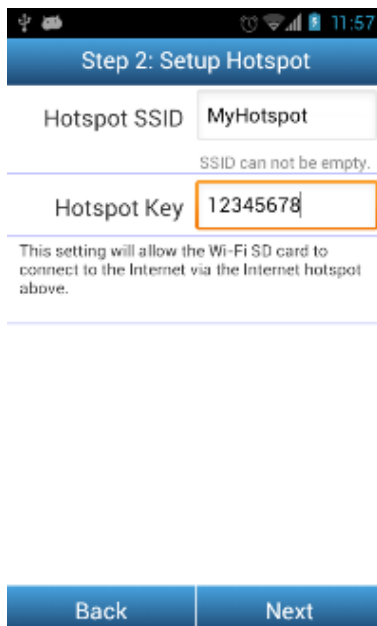 11:57
Step 2: Setup Hotspot
Hotspot SSID MyHotspot
SSID can not be empty.
Hotspot Key 12345678
This setting will allow the Wi-Fi SD card to
connect to the Internet via the Internet hotspot
above.
Back Next